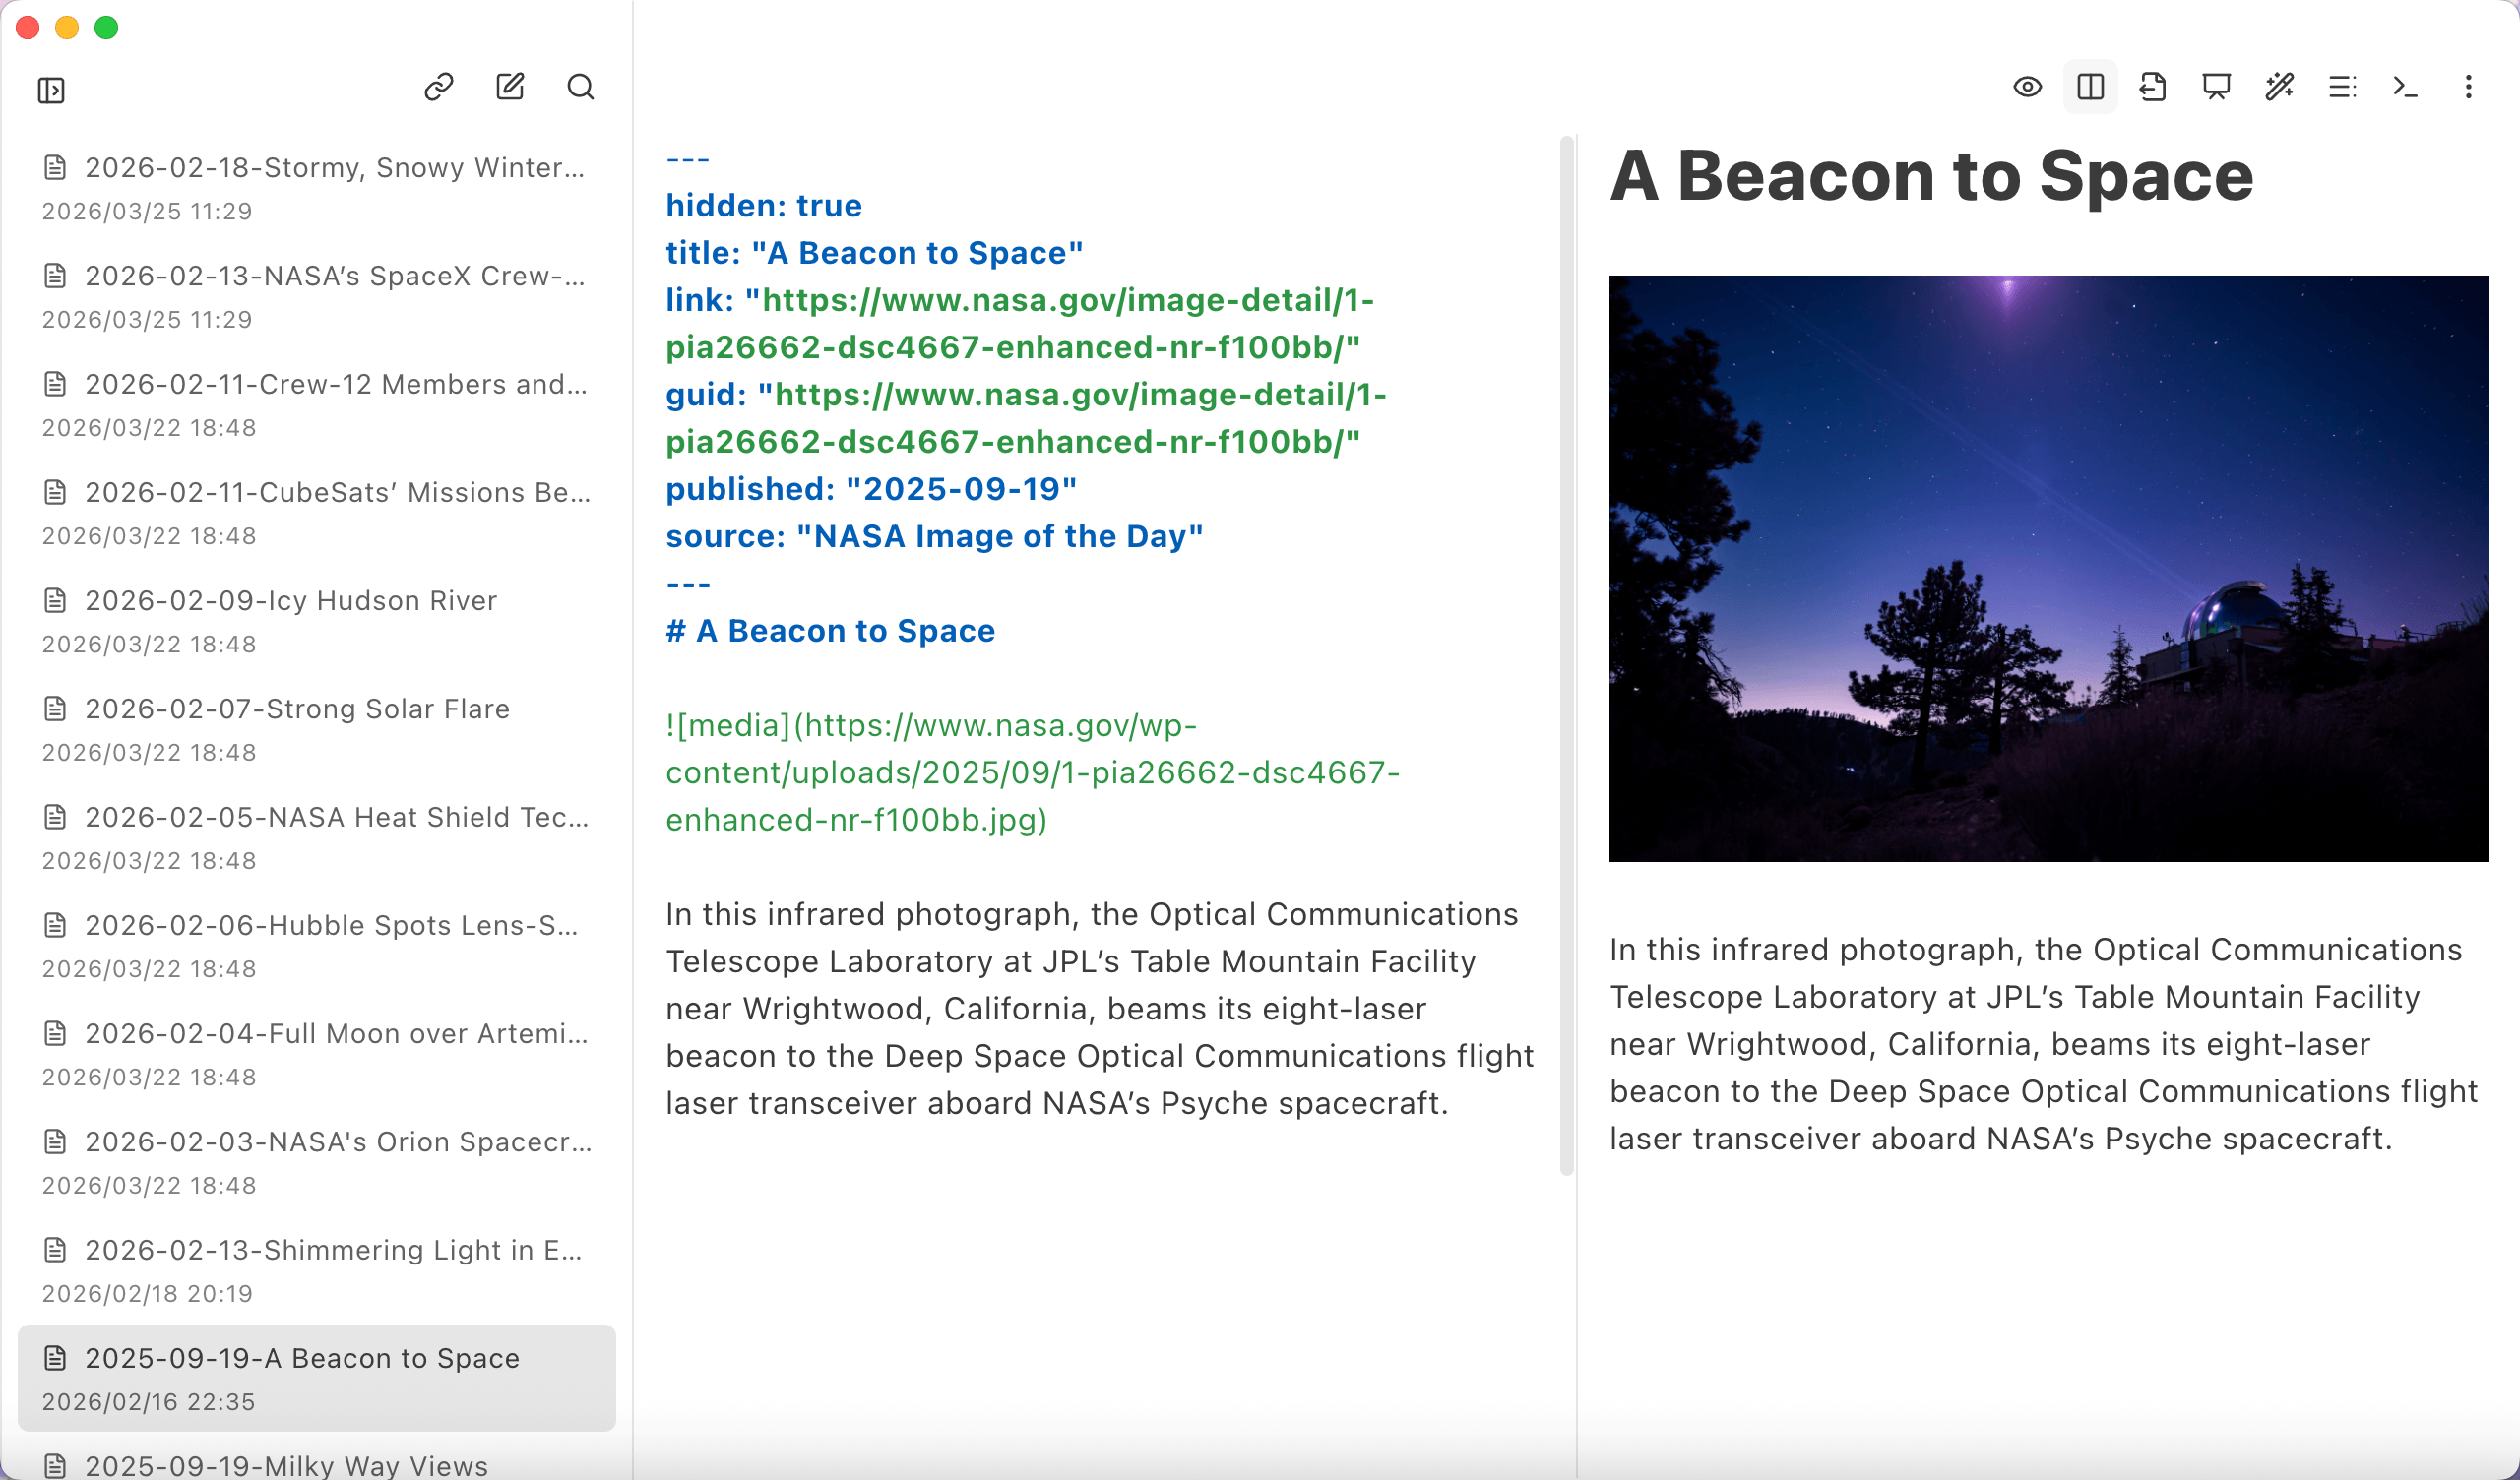 2026-02-18-Stormy, Snowy Winter...
2026/03/25 11:29
2026-02-13-NASA’s SpaceX Crew-...
2026/03/25 11:29
2026-02-11-Crew-12 Members and...
2026/03/22 18:48
2026-02-11-CubeSats’ Missions Be...
2026/03/22 18:48
2026-02-09-Icy Hudson River
2026/03/22 18:48
2026-02-07-Strong Solar Flare
2026/03/22 18:48
2026-02-05-NASA Heat Shield Tec...
2026/03/22 18:48
2026-02-06-Hubble Spots Lens-S...
2026/03/22 18:48
2026-02-04-Full Moon over Artemi...
2026/03/22 18:48
2026-02-03-NASA's Orion Spacecr...
2026/03/22 18:48
2026-02-13-Shimmering Light in E...
2026/02/18 20:19
2025-09-19-A Beacon to Space
2026/02/16 22:35
2025-09-19-Milky Way Views
---
hidden: true
title: "A Beacon to Space"
link: "https://www.nasa.gov/image-detail/1-
pia26662-dsc4667-enhanced-nr-f100bb/"
guid: "https://www.nasa.gov/image-detail/1-
pia26662-dsc4667-enhanced-nr-f100bb/"
published: "2025-09-19"
source: "NASA Image of the Day"
---
# A Beacon to Space
![media](https://www.nasa.gov/wp-
content/uploads/2025/09/1-pia26662-dsc4667-
enhanced-nr-f100bb.jpg)
In this infrared photograph, the Optical Communications
Telescope Laboratory at JPL’s Table Mountain Facility
near Wrightwood, California, beams its eight-laser
beacon to the Deep Space Optical Communications flight
laser transceiver aboard NASA’s Psyche spacecraft.
A Beacon to Space
In this infrared photograph, the Optical Communications
Telescope Laboratory at JPL’s Table Mountain Facility
near Wrightwood, California, beams its eight-laser
beacon to the Deep Space Optical Communications flight
laser transceiver aboard NASA’s Psyche spacecraft.